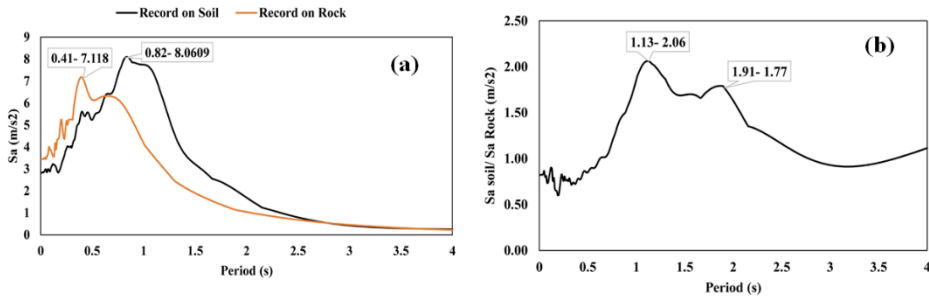 Record on Soil Record on Rock
(a)
9
8
7
6
5
4
3
2
1
0
Sa (m/s2)
0.41- 7.118
0.82- 8.0609
0 0.5 1 1.5 2 2.5 3 3.5 4
Period (s)
(b)
2.50
2.00
1.50
1.00
0.50
0.00
Sa soil/ Sa Rock (m/s2)
1.13- 2.06
1.91- 1.77
0 0.5 1 1.5 2 2.5 3 3.5 4
Period (s)